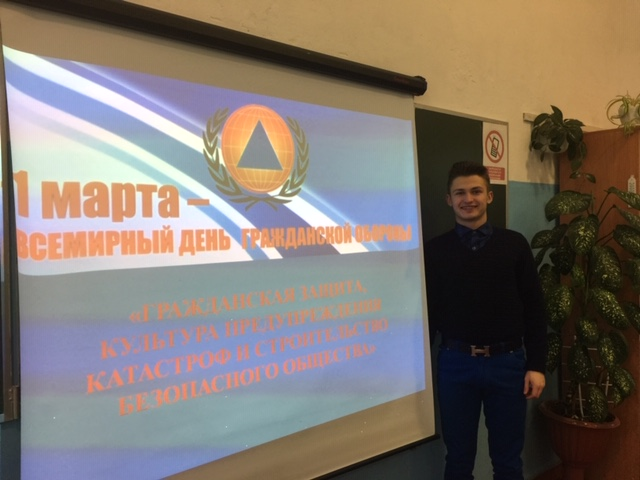 1 марта –
ВСЕМИРНЫЙ ДЕНЬ ГРАЖДАНСКОЙ ОБОРОНЫ
«ГРАЖДАНСКАЯ ЗАЩИТА,
КУЛЬТУРА ПРЕДУПРЕЖДЕНИЯ
КАТАСТРОФ И СТРОИТЕЛЬСТВО
БЕЗОПАСНОГО ОБЩЕСТВА»